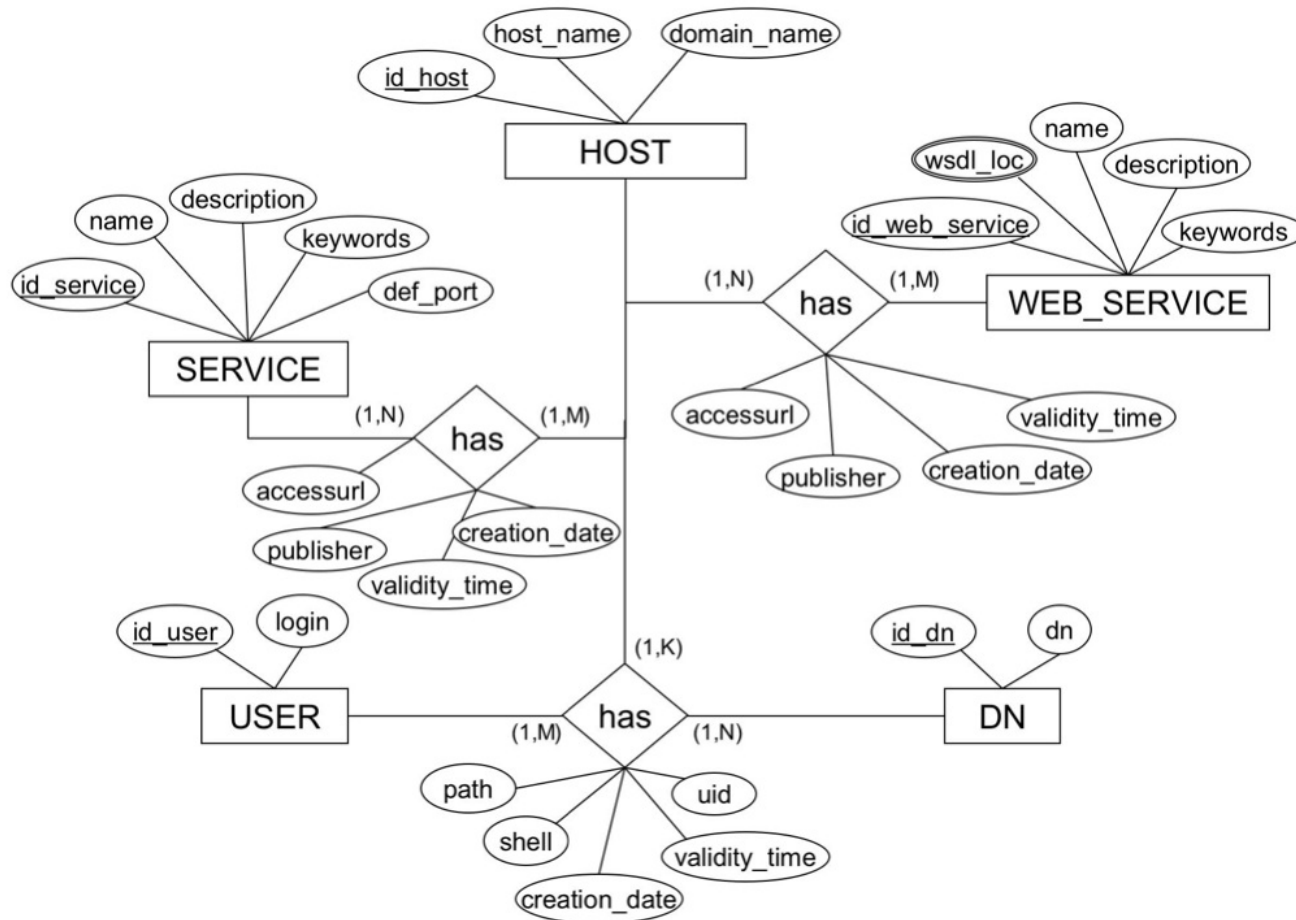 host_name
domain_name
id_host
HOST
name
wsdl_loc
description
id_web_service
keywords
WEB_SERVICE
description
name
keywords
id_service
def_port
SERVICE
(1,N)
has
(1,M)
accessurl
validity_time
publisher
creation_date
(1,N)
has
(1,M)
accessurl
publisher
creation_date
validity_time
id_user
login
USER
id_dn
dn
DN
(1,K)
has
(1,M)
(1,N)
path
uid
shell
validity_time
creation_date